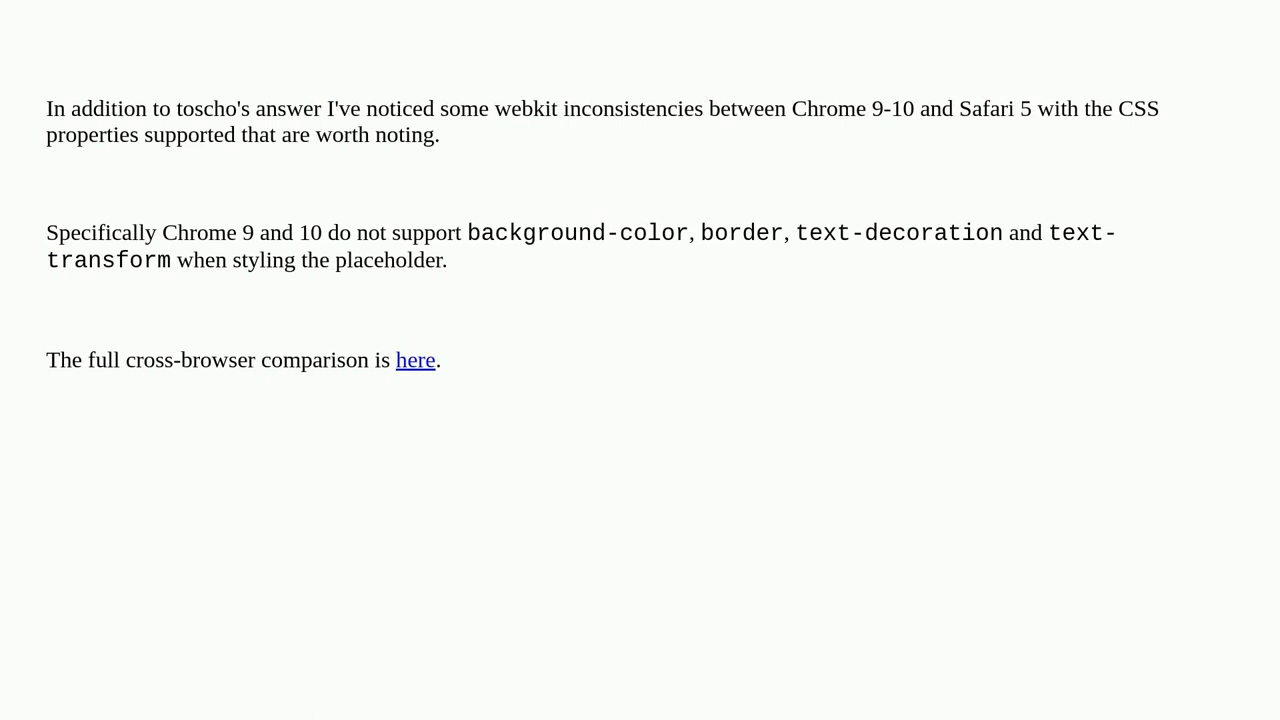 In addition to toscho's answer I've noticed some webkit inconsistencies between Chrome 9-10 and Safari 5 with the CSS
properties supported that are worth noting.
Specifically Chrome 9 and 10 do not support background-color, border, text-decoration and text-
transform when styling the placeholder.
The full cross-browser comparison is here.